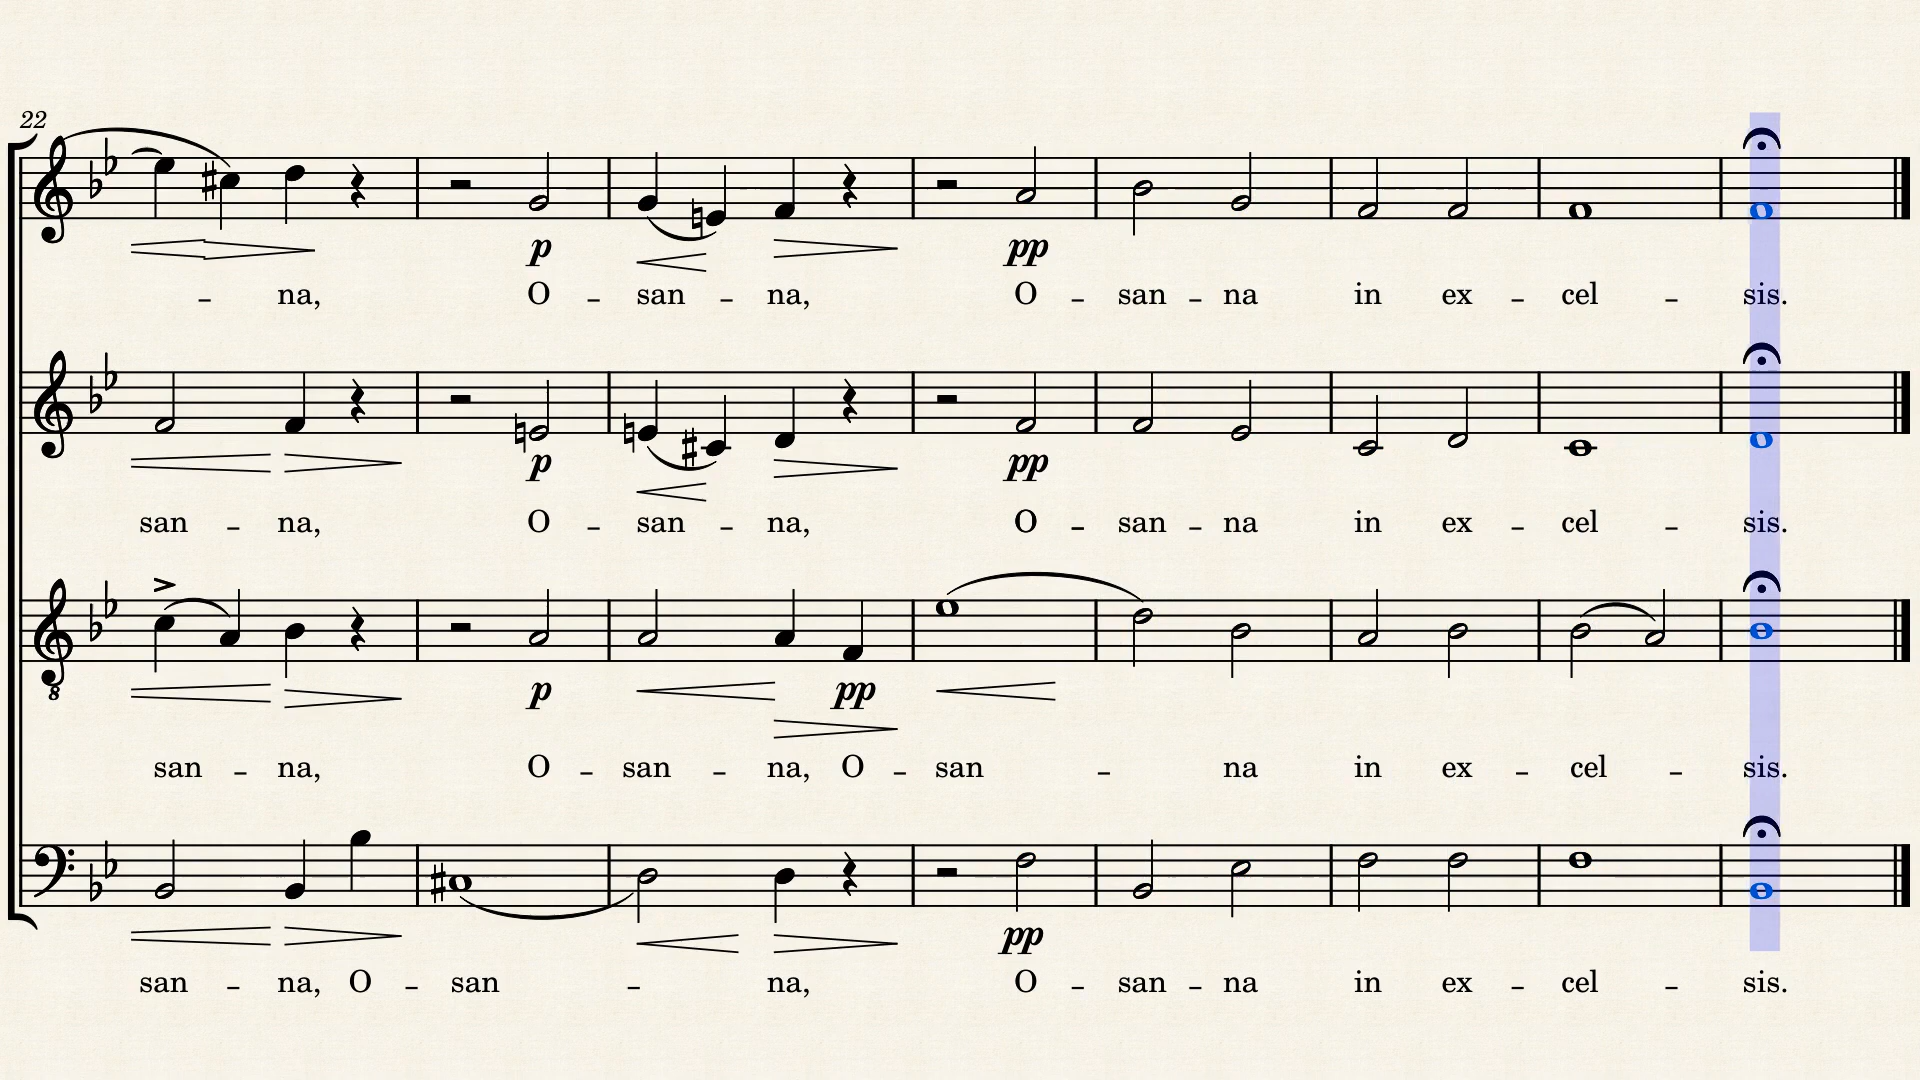 22
- na, O - san - na, O - san - na in ex - cel - sis.
p pp
san - na, O - san - na, O - san - na in ex - cel - sis.
p pp
8
san - na, O - san - na, O - san - na in ex - cel - sis.
p pp
san - na, O - san - na, O - san - na in ex - cel - sis.
pp